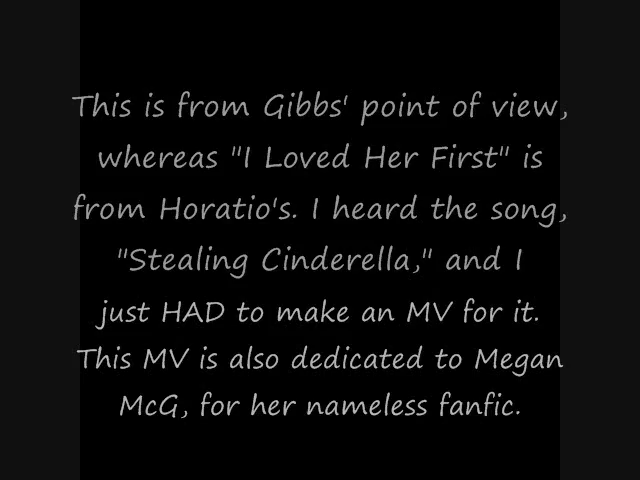 This is from Gibbs' point of view,
whereas "I Loved Her First" is
from Horatio's. I heard the song,
"Stealing Cinderella," and I
just HAD to make an MV for it.
This MV is also dedicated to Megan
McG, for her nameless fanfic.